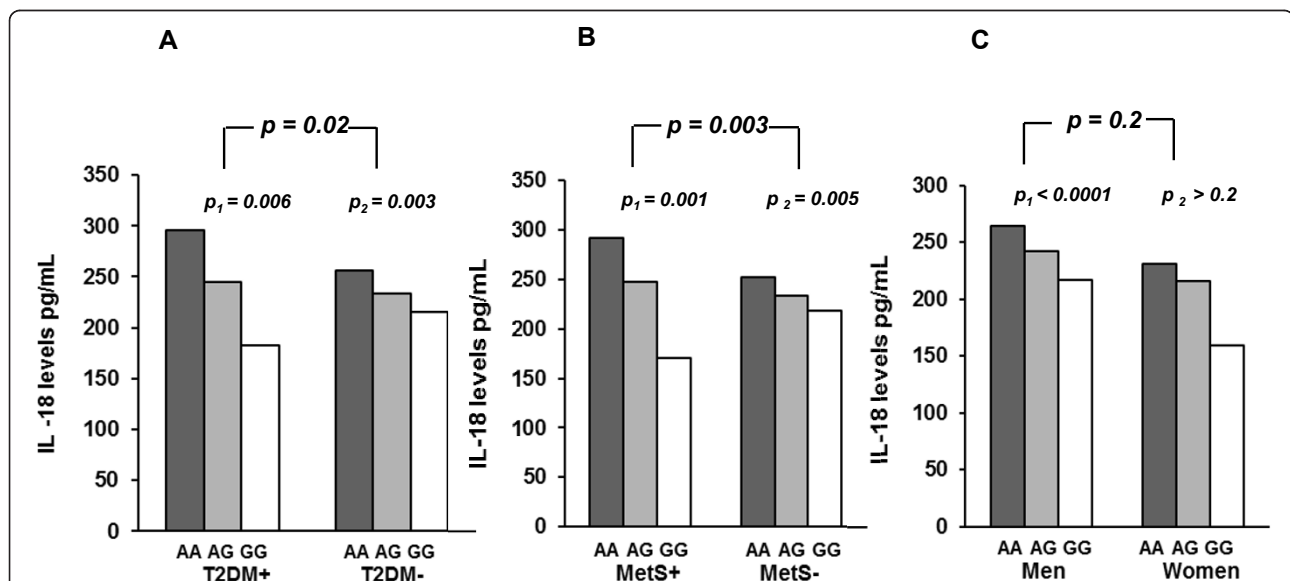 A
p = 0.02
p1 = 0.006 p2 = 0.003
IL -18 levels pg/mL
350
300
250
200
150
100
50
0
AA AG GG AA AG GG
T2DM+ T2DM-
B
p = 0.003
p1 = 0.001 p 2 = 0.005
IL-18 levels pg/mL
350
300
250
200
150
100
50
0
AA AG GG AA AG GG
MetS+ MetS-
C
p = 0.2
p1 < 0.0001 p 2 > 0.2
IL-18 levels pg/mL
300
250
200
150
100
50
0
AA AG GG AA AG GG
Men Women